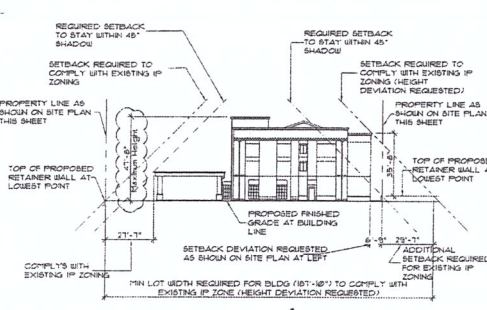 REQUIRED SETBACK
TO STAY WITHIN 45°
SHADOW
SETBACK REQUIRED TO
COMPLY WITH EXISTING IP
ZONING
PROPERTY LINE AS
SHOWN ON SITE PLAN
THIS SHEET
TOP OF PROPOSED
RETAINER WALL AT
LOWEST POINT
Maximum Height
REQUIRED SETBACK
TO STAY WITHIN 45°
SHADOW
SETBACK REQUIRED TO
COMPLY WITH EXISTING IP
ZONING (HEIGHT
DEVIATION REQUESTED)
PROPERTY LINE AS
SHOWN ON SITE PLAN
THIS SHEET
TOP OF PROPOSED
RETAINER WALL AT
LOWEST POINT
PROPOSED FINISHED
GRADE AT BUILDING
LINE
27'-7"
SETBACK DEVIATION REQUESTED
AS SHOWN ON SITE PLAN AT LEFT
29'-7"
COMPLY'S WITH
EXISTING IP
ZONING
ADDITIONAL
SETBACK REQUIRED
FOR EXISTING IP
ZONING
MIN LOT WIDTH REQUIRED FOR BLDG (187'-10") TO COMPLY WITH
EXISTING IP ZONE (HEIGHT DEVIATION REQUESTED)